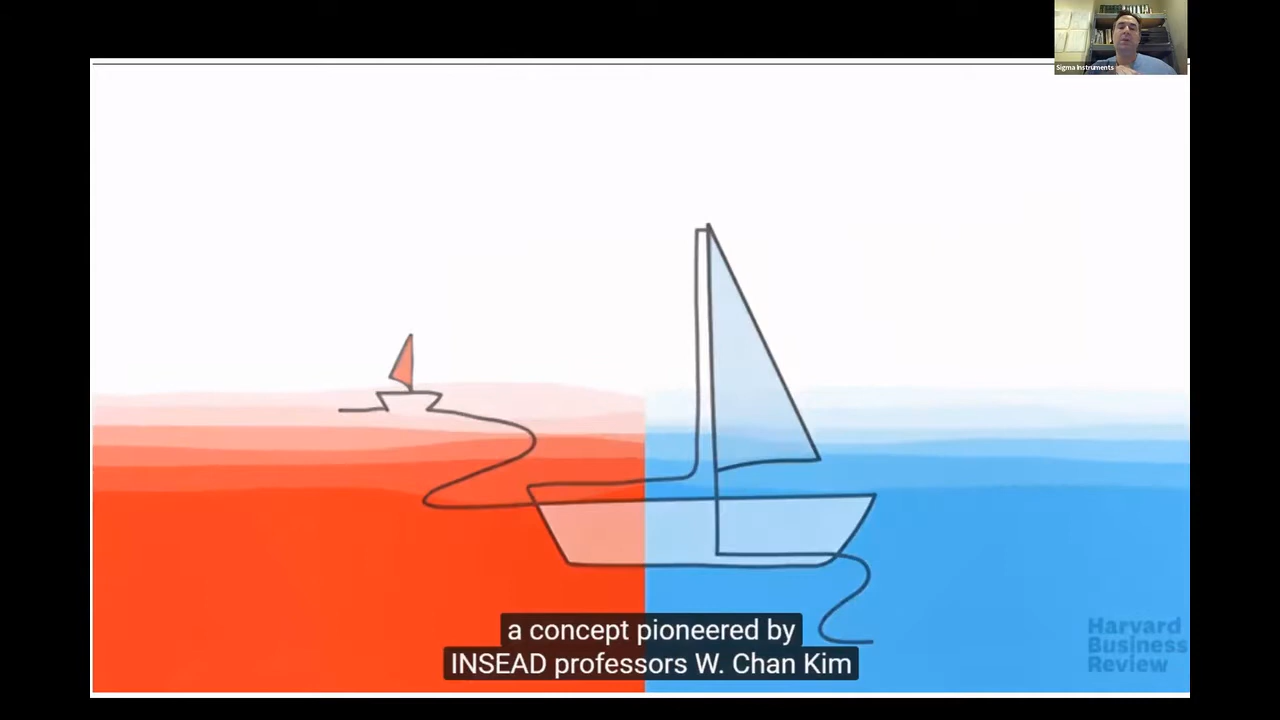 Sigma Instruments
a concept pioneered by
INSEAD professors W. Chan Kim
Harvard
Business
Review